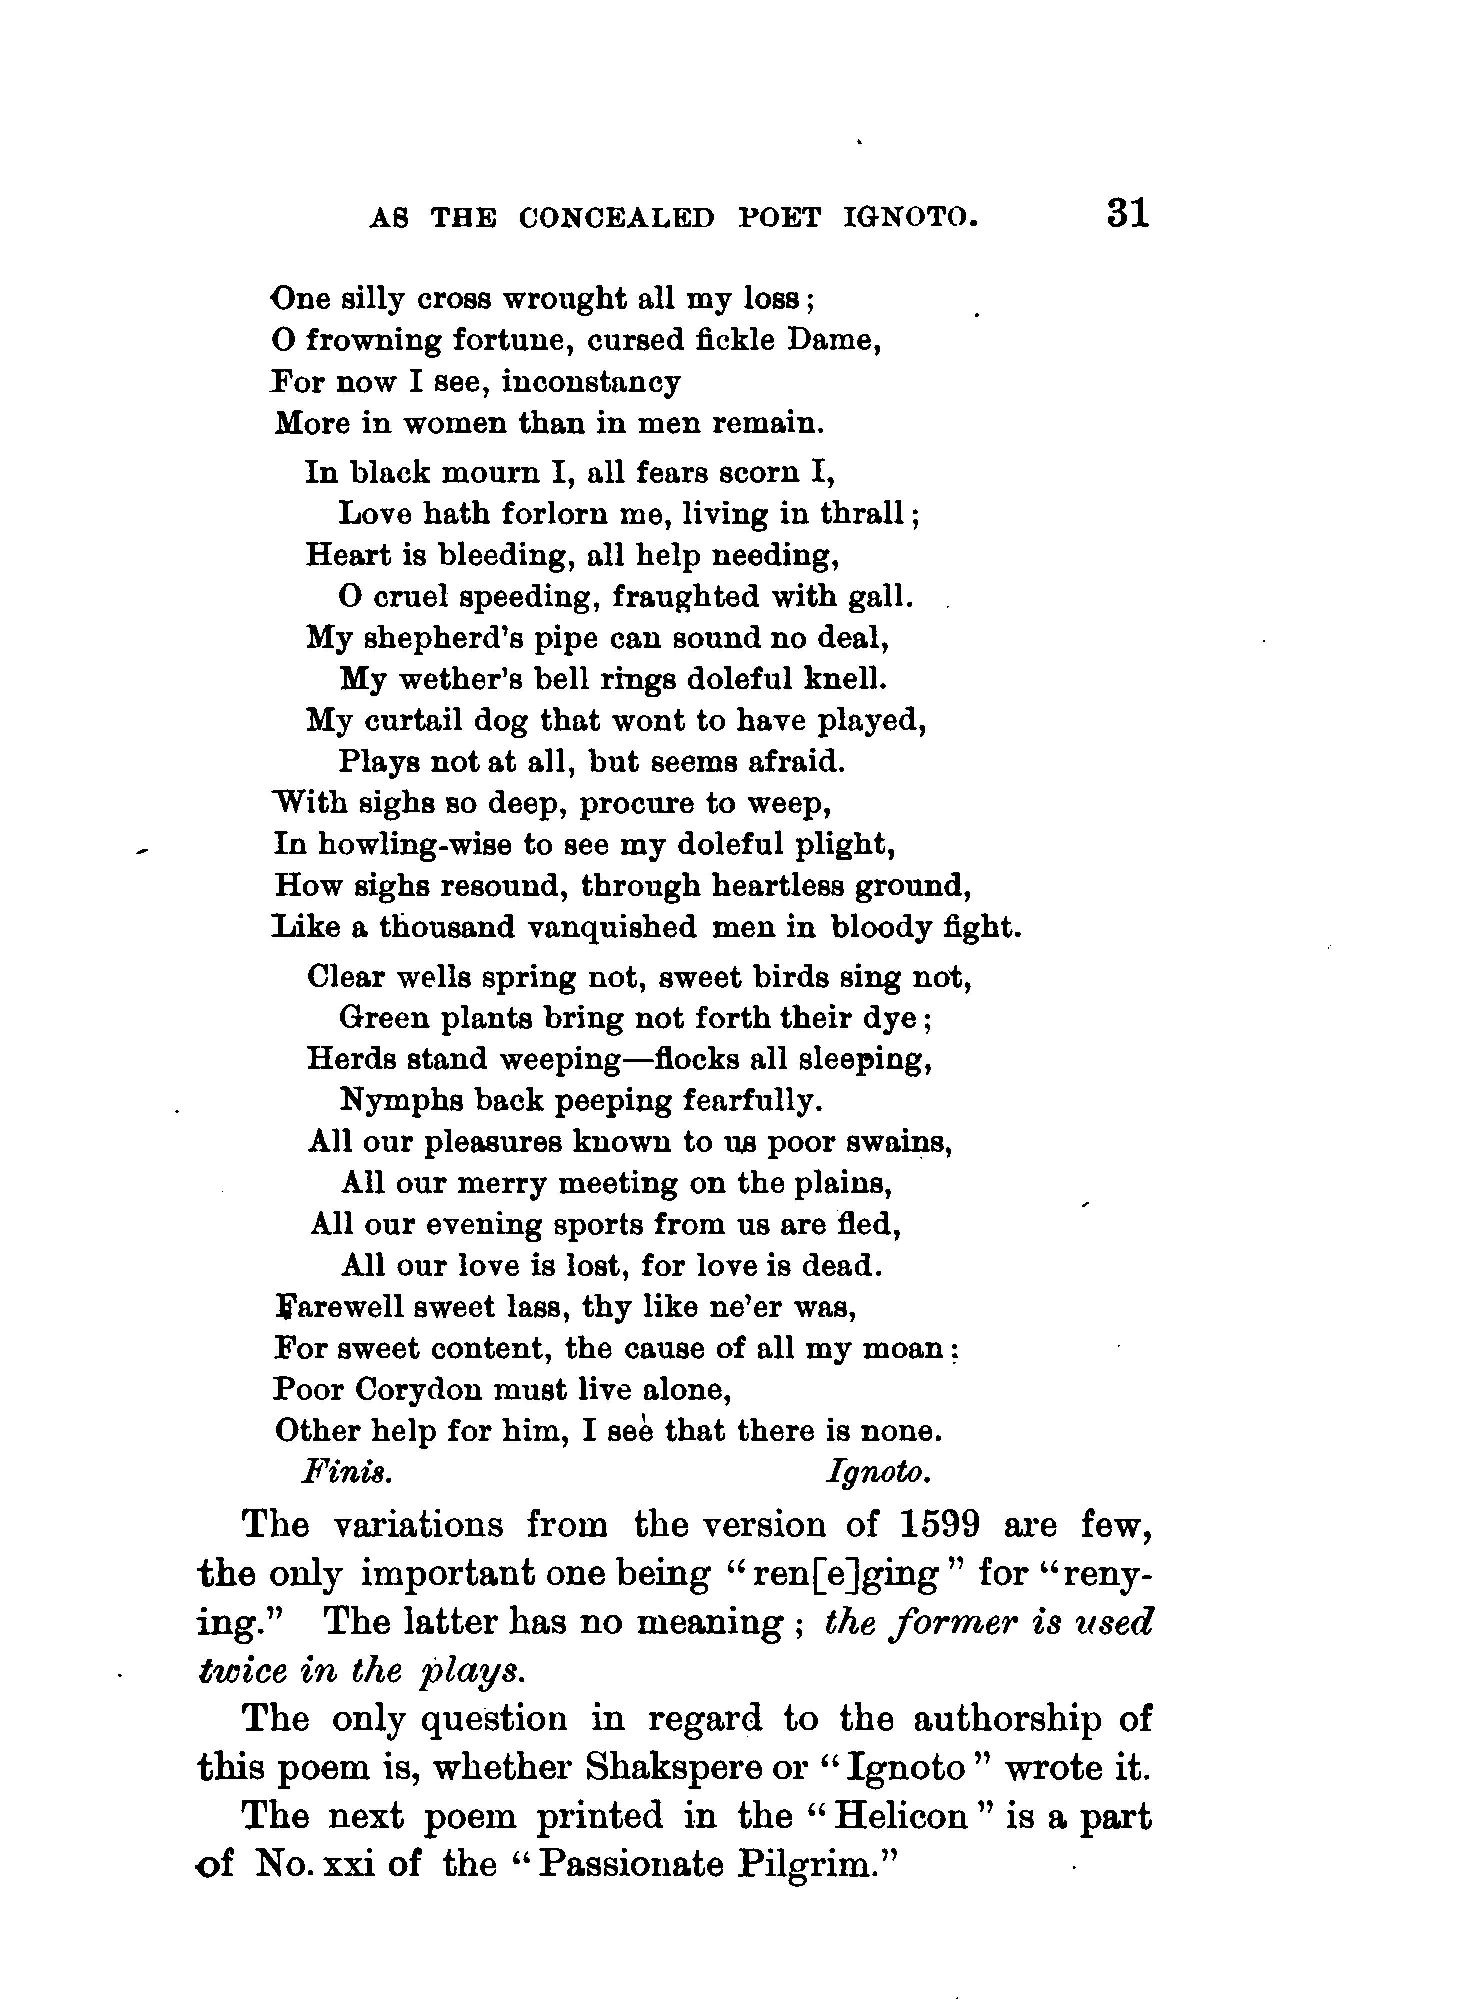 AS THE CONCEALED POET IGNOTO. 31
One silly cross wrought all my loss;
O frowning fortune, cursed fickle Dame,
For now I see, inconstancy
More in women than in men remain.
In black mourn I, all fears scorn I,
Love hath forlorn me, living in thrall;
Heart is bleeding, all help needing,
O cruel speeding, fraughted with gall.
My shepherd's pipe can sound no deal,
My wether's bell rings doleful knell.
My curtail dog that wont to have played,
Plays not at all, but seems afraid.
With sighs so deep, procure to weep,
In howling-wise to see my doleful plight,
How sighs resound, through heartless ground,
Like a thousand vanquished men in bloody fight.
Clear wells spring not, sweet birds sing not,
Green plants bring not forth their dye;
Herds stand weeping—flocks all sleeping,
Nymphs back peeping fearfully.
All our pleasures known to us poor swains,
All our merry meeting on the plains,
All our evening sports from us are fled,
All our love is lost, for love is dead.
Farewell sweet lass, thy like ne'er was,
For sweet content, the cause of all my moan:
Poor Corydon must live alone,
Other help for him, I see that there is none.
Finis. Ignoto.
The variations from the version of 1599 are few,
the only important one being "ren[e]ging" for "reny-
ing." The latter has no meaning; the former is used
twice in the plays.
The only question in regard to the authorship of
this poem is, whether Shakspere or "Ignoto" wrote it.
The next poem printed in the "Helicon" is a part
of No. xxi of the "Passionate Pilgrim."